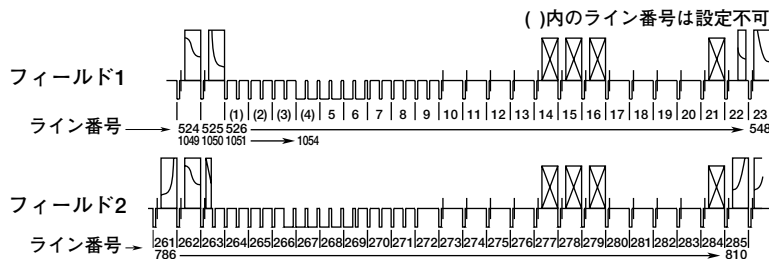 ( )内のライン番号は設定不可
フィールド1
(1) (2) (3) (4) 5 6 7 8 9 10 11 12 13 14 15 16 17 18 19 20 21 22 23
ライン番号 524 525 526 548
1049 1050 1051 1054
フィールド2
ライン番号 261 262 263 264 265 266 267 268 269 270 271 272 273 274 275 276 277 278 279 280 281 282 283 284 285
786 810